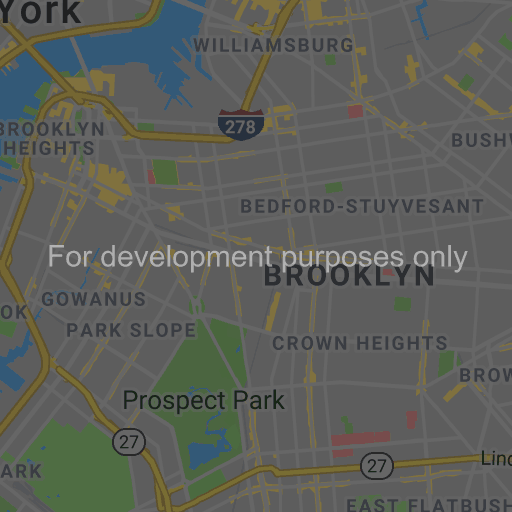 York
WILLIAMSBURG
278
BROOKLYN
HEIGHTS
BUSHW
BEDFORD-STUYVESANT
For development purposes only
BROOKLYN
GOWANUS
OK
PARK SLOPE
CROWN HEIGHTS
BROW
Prospect Park
27
27
Linc
ARK
EAST FLATBUSH